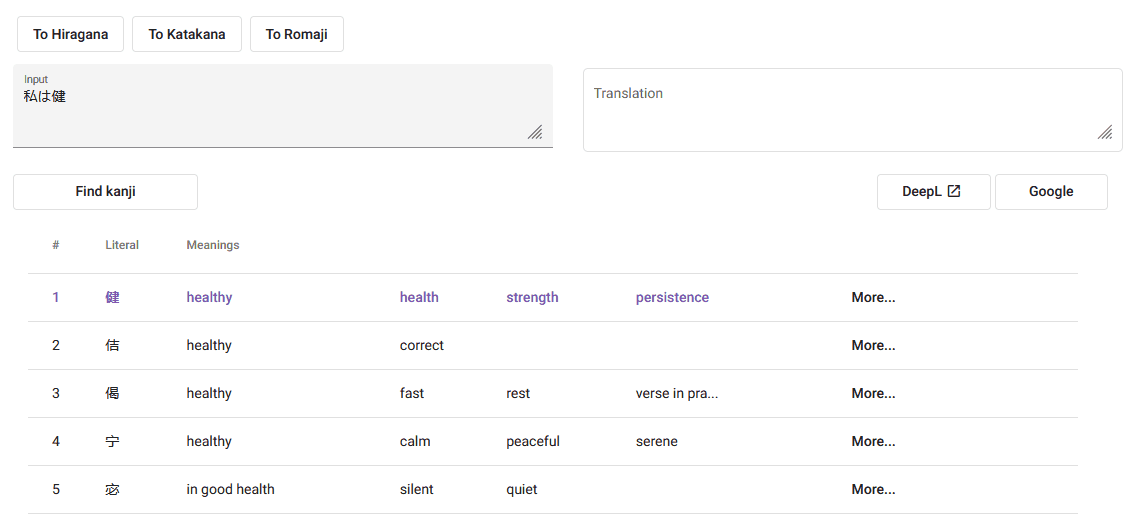 To Hiragana To Katakana To Romaji
Input
私は健
Translation
Find kanji DeepL Google
# Literal Meanings
1 健 healthy health strength persistence More...
2 佶 healthy correct More...
3 偈 healthy fast rest verse in pra... More...
4 宁 healthy calm peaceful serene More...
5 宓 in good health silent quiet More...